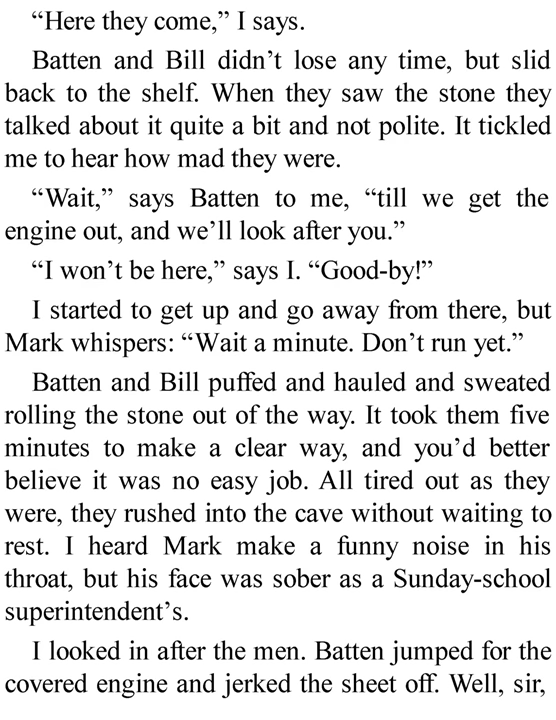 “Here they come,” I says.
Batten and Bill didn’t lose any time, but slid
back to the shelf. When they saw the stone they
talked about it quite a bit and not polite. It tickled
me to hear how mad they were.
“Wait,” says Batten to me, “till we get the
engine out, and we’ll look after you.”
“I won’t be here,” says I. “Good-by!”
I started to get up and go away from there, but
Mark whispers: “Wait a minute. Don’t run yet.”
Batten and Bill puffed and hauled and sweated
rolling the stone out of the way. It took them five
minutes to make a clear way, and you’d better
believe it was no easy job. All tired out as they
were, they rushed into the cave without waiting to
rest. I heard Mark make a funny noise in his
throat, but his face was sober as a Sunday-school
superintendent’s.
I looked in after the men. Batten jumped for the
covered engine and jerked the sheet off. Well, sir,